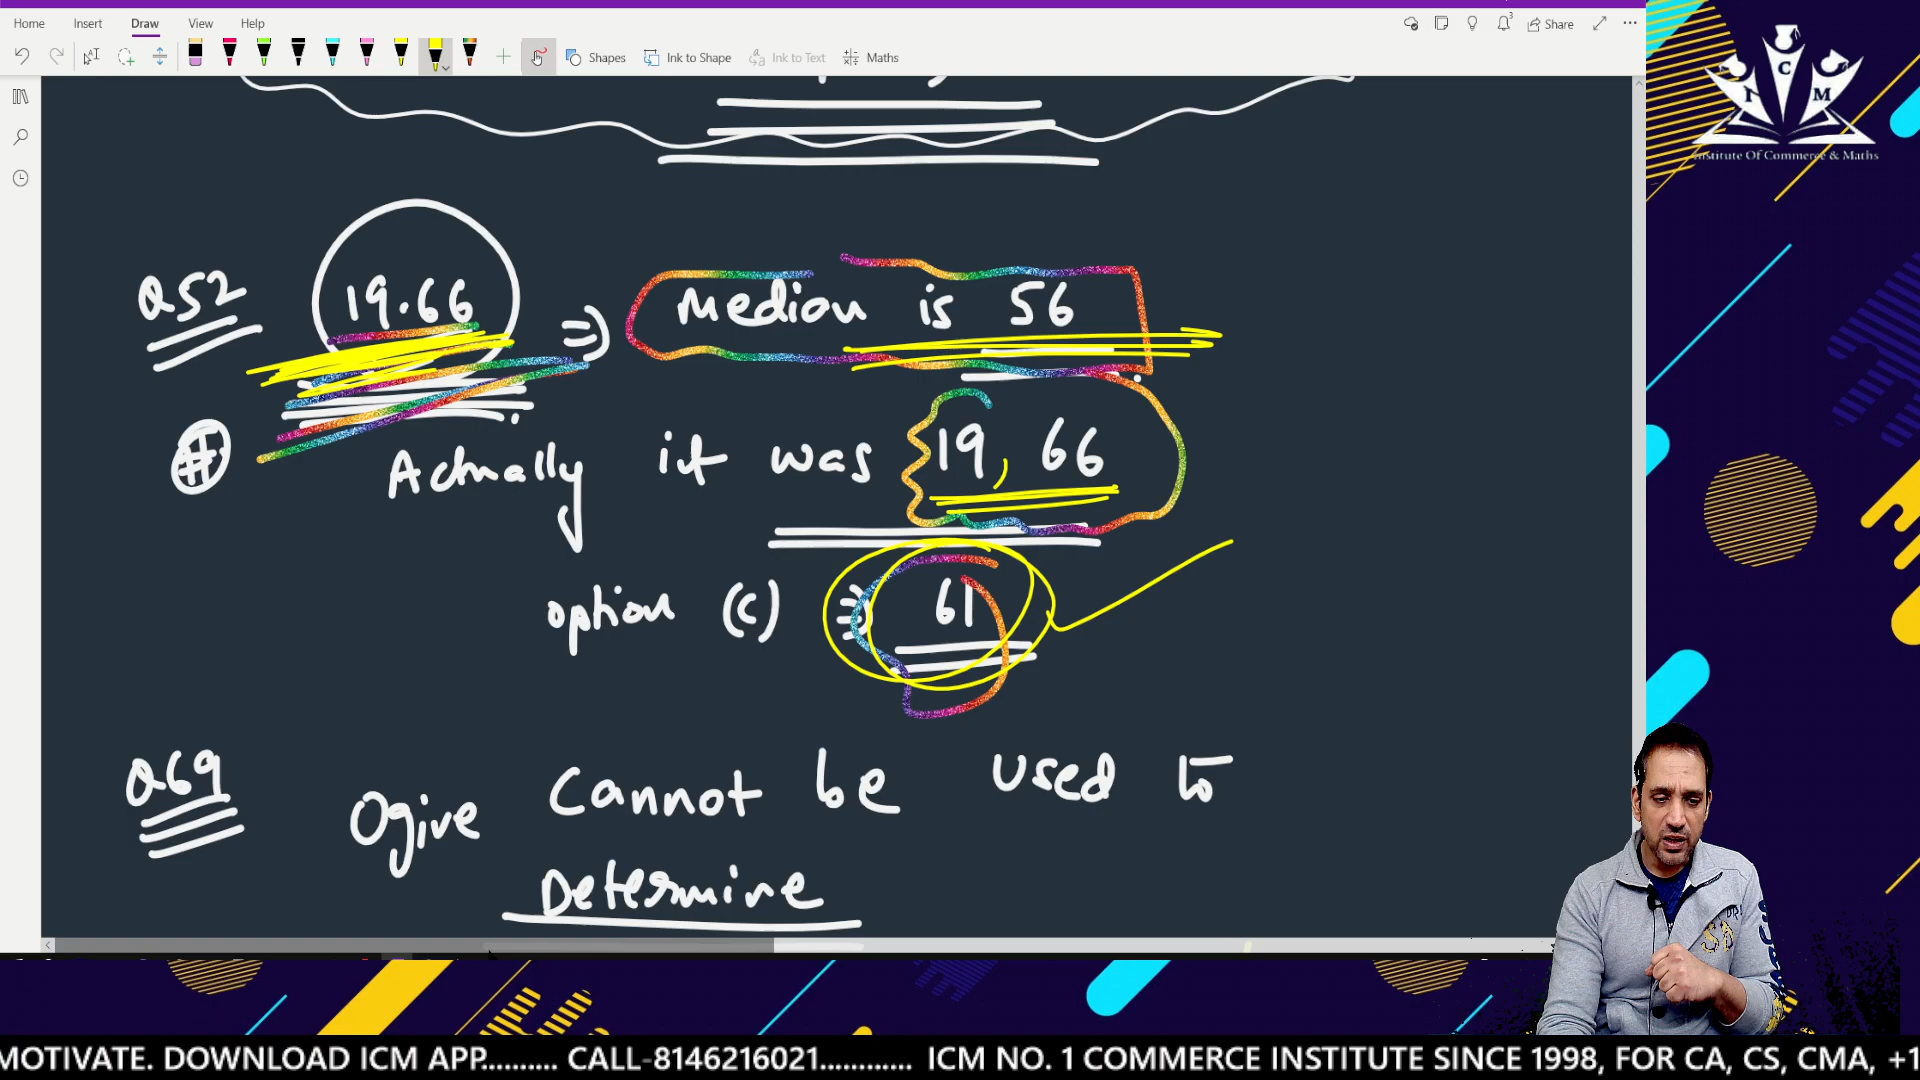 Home Insert Draw View Help
3 Share
Shapes Ink to Shape Ink to Text Maths
C
I M
Institute Of Commerce & Maths
Q52 19.66 ⇒ Median is 56
# Actually it was 19, 66
option (c) ⇒ 61
Q69 Ogive cannot be used to
Determine
MOTIVATE. DOWNLOAD ICM APP.......... CALL-8146216021............ ICM NO. 1 COMMERCE INSTITUTE SINCE 1998, FOR CA, CS, CMA, +1